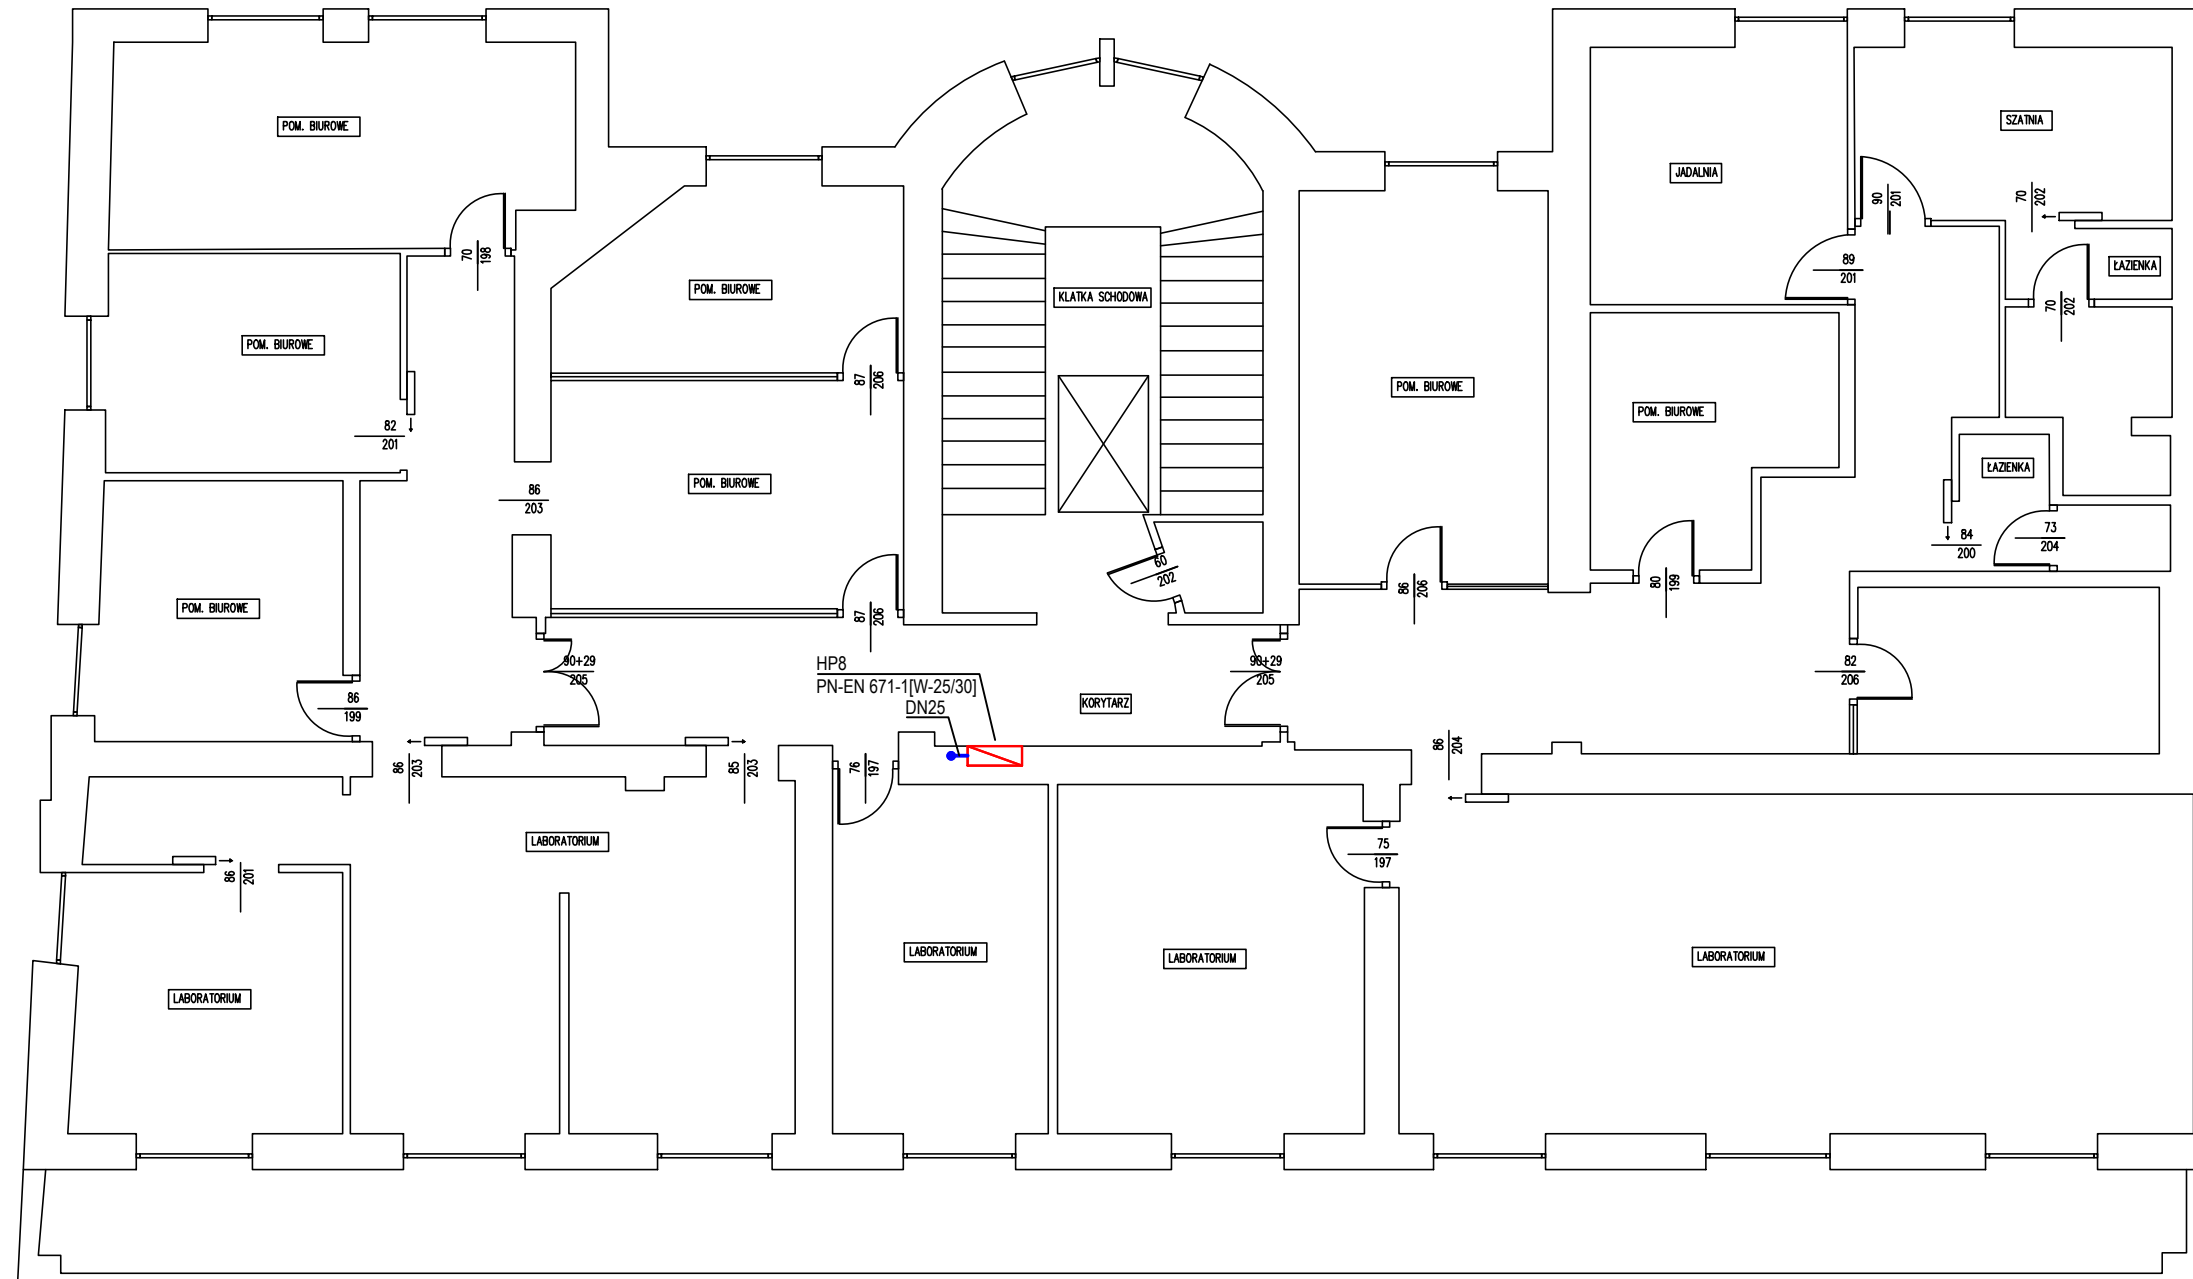 POM. BIUROWE
SZATNIA
JADALNIA
90
201
70
202
70
198
89
201
ŁAZIENKA
POM. BIUROWE
KLATKA SCHODOWA
70
202
POM. BIUROWE
87
206
POM. BIUROWE
POM. BIUROWE
82
201
ŁAZIENKA
POM. BIUROWE
86
203
84
200
73
204
60
202
86
206
80
199
POM. BIUROWE
87
206
90+29
205
90+29
205
82
206
HP8
PN-EN 671-1[W-25/30]
DN25
KORYTARZ
86
199
86
203
85
203
76
197
86
204
LABORATORIUM
75
197
86
201
LABORATORIUM
LABORATORIUM
LABORATORIUM
LABORATORIUM